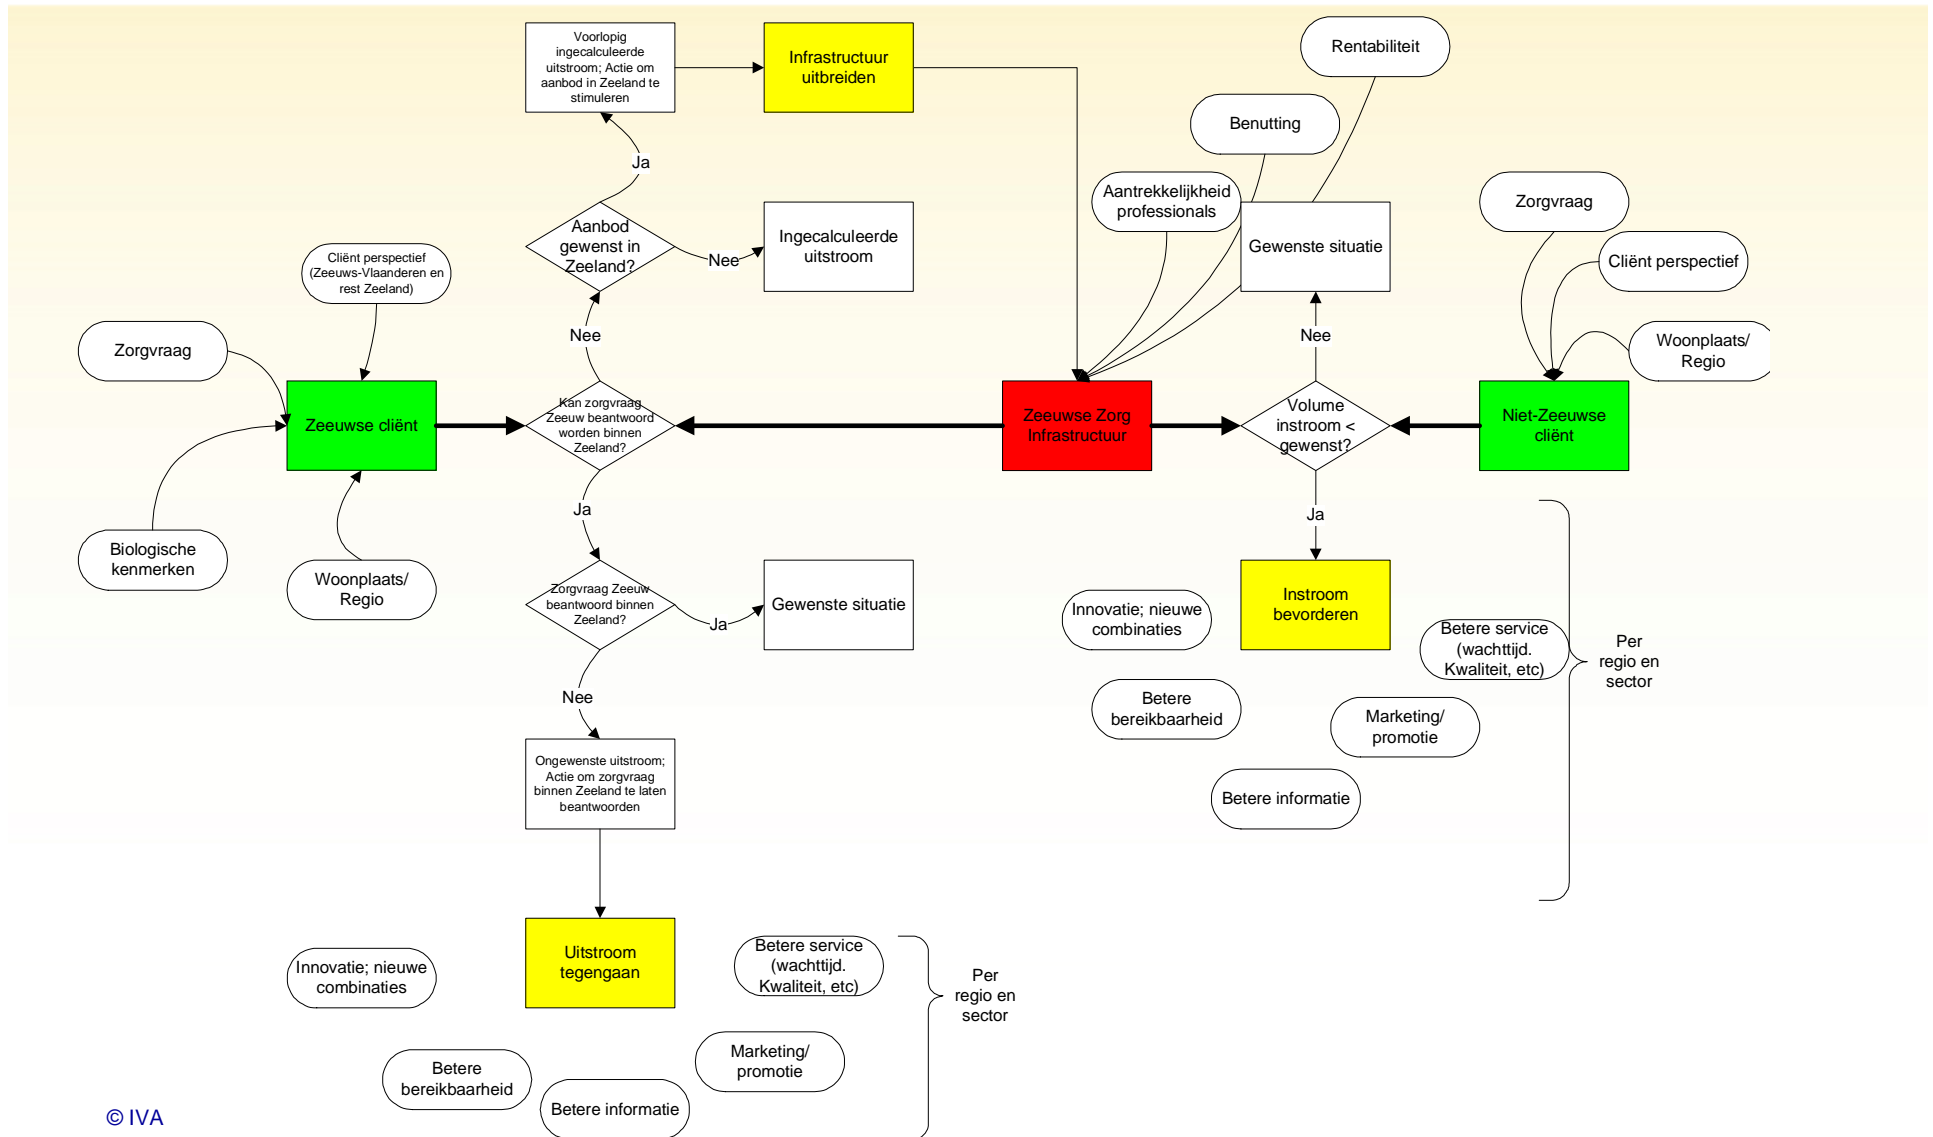 Voorlopig
ingecalculeerde
uitstroom; Actie om
aanbod in Zeeland te
stimuleren
Infrastructuur
uitbreiden
Rentabiliteit
Benutting
Ja
Aantrekkelijkheid
professionals
Zorgvraag
Aanbod
gewenst in
Zeeland?
Nee
Ingecalculeerde
uitstroom
Gewenste situatie
Cliënt perspectief
Cliënt perspectief
(Zeeuws-Vlaanderen en
rest Zeeland)
Nee
Nee
Zorgvraag
Woonplaats/
Regio
Zeeuwse cliënt
Kan zorgvraag
Zeeuw beantwoord
worden binnen
Zeeland?
Zeeuwse Zorg
Infrastructuur
Volume
instroom <
gewenst?
Niet-Zeeuwse
cliënt
Ja
Ja
Biologische
kenmerken
Woonplaats/
Regio
Zorgvraag Zeeuw
beantwoord binnen
Zeeland?
Ja
Gewenste situatie
Innovatie; nieuwe
combinaties
Instroom
bevorderen
Betere service
(wachttijd.
Kwaliteit, etc)
Per
regio en
sector
Nee
Betere
bereikbaarheid
Marketing/
promotie
Betere informatie
Ongewenste uitstroom;
Actie om zorgvraag
binnen Zeeland te laten
beantwoorden
Uitstroom
tegengaan
Innovatie; nieuwe
combinaties
Betere service
(wachttijd.
Kwaliteit, etc)
Per
regio en
sector
Betere
bereikbaarheid
Marketing/
promotie
Betere informatie
© IVA